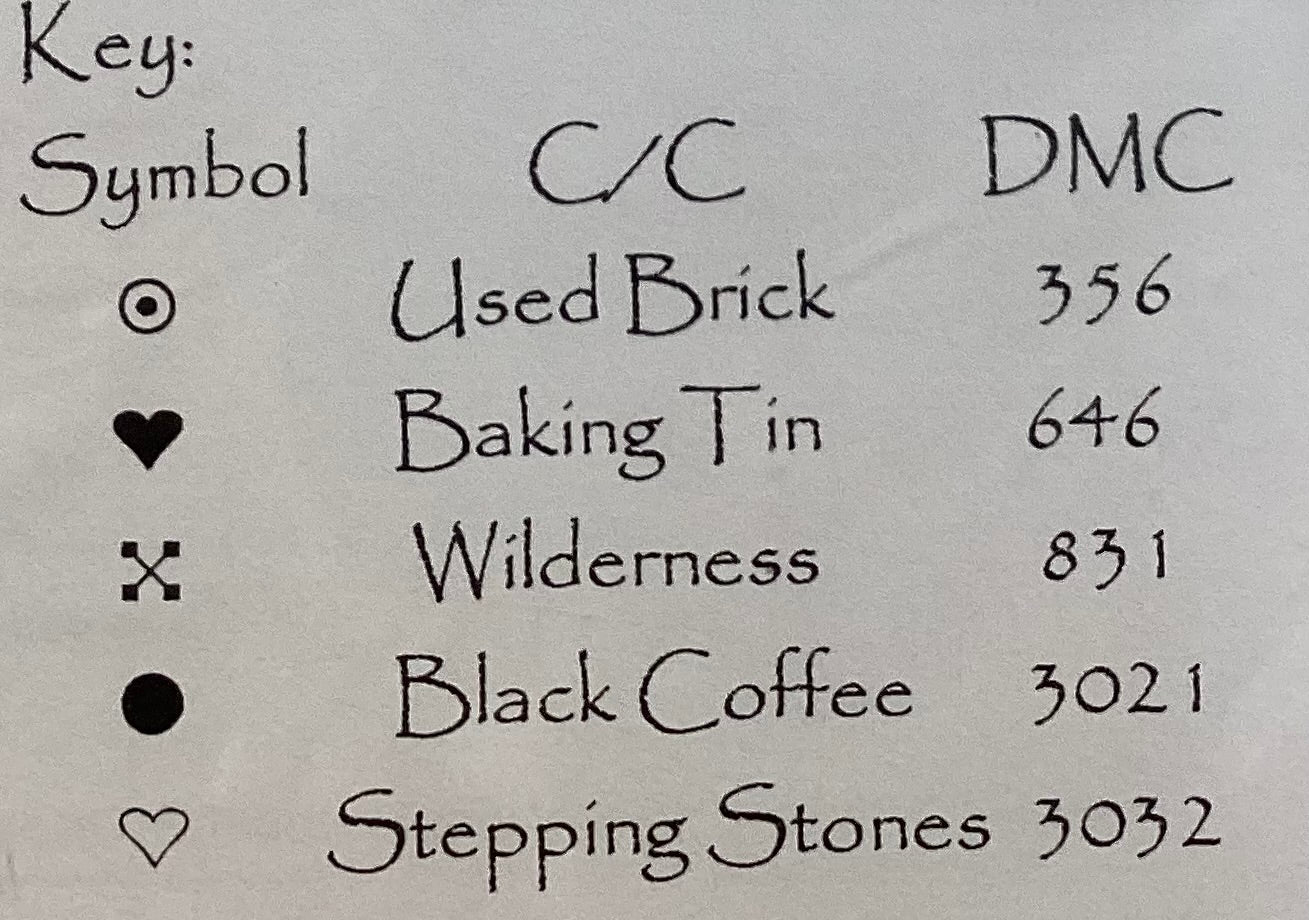 Key:
Symbol C/C DMC
Used Brick 356
Baking Tin 646
Wilderness 831
Black Coffee 3021
Stepping Stones 3032